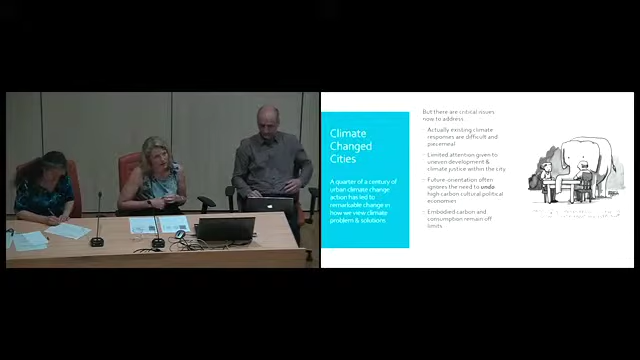 Climate
Changed
Cities
A quarter of a century of
urban climate change
action has led to
remarkable change in
how we view climate
problem & solutions.
But there are critical issues
now to address
Actually existing climate
responses are difficult and
piecemeal
Limited attention given to
uneven development &
climate justice within the city
Future-orientation often
ignores the need to undo
high carbon cultural political
economies
Embodied carbon and
consumption remain off
limits